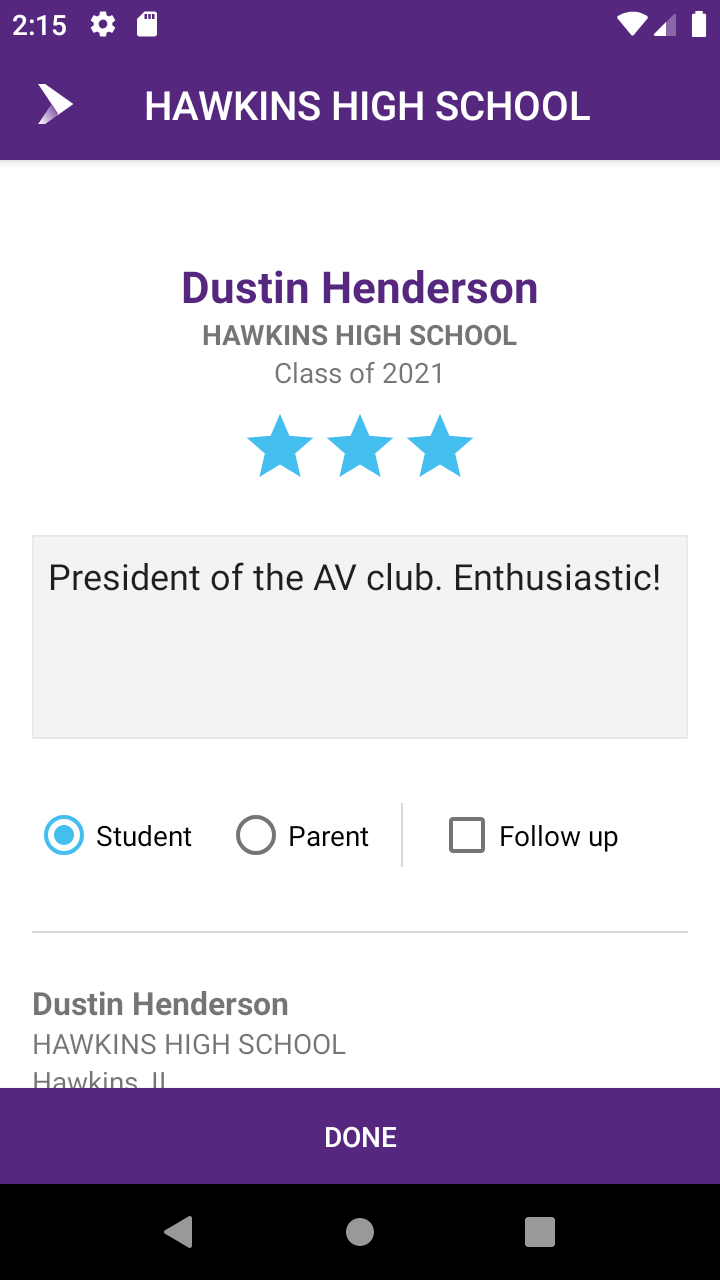 2:15
HAWKINS HIGH SCHOOL
Dustin Henderson
HAWKINS HIGH SCHOOL
Class of 2021
President of the AV club. Enthusiastic!
Student Parent Follow up
Dustin Henderson
HAWKINS HIGH SCHOOL
Hawkins
DONE